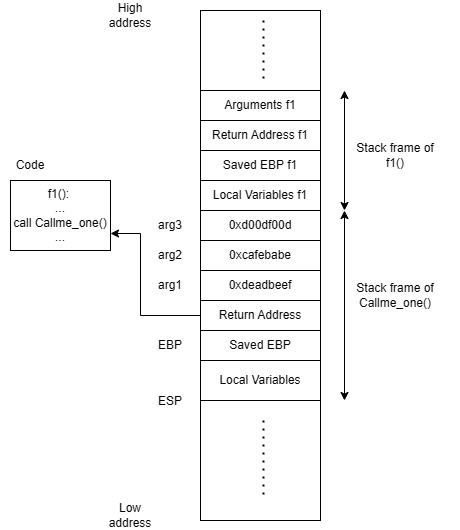 High
address
Arguments f1
Return Address f1
Stack frame of
f1()
Saved EBP f1
Code
Local Variables f1
f1():
...
call Callme_one()
...
arg3
0xd00df00d
arg2
0xcafebabe
arg1
0xdeadbeef
Stack frame of
Callme_one()
Return Address
EBP
Saved EBP
Local Variables
ESP
Low
address